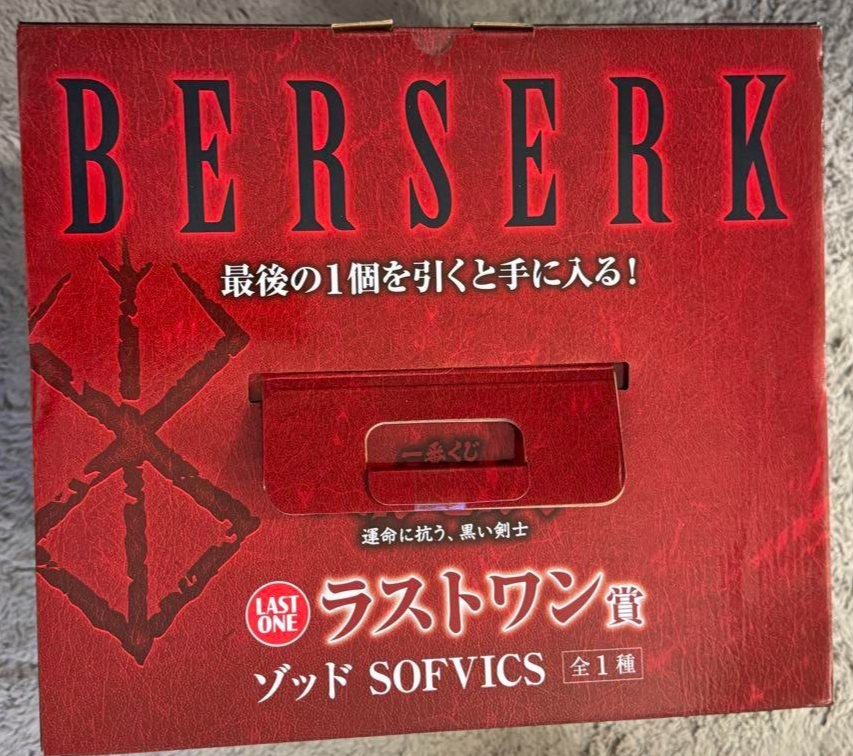 BERSERK
最後の1個を引くと手に入る!
一番くじ
運命に抗う、黒い剣士
LAST ONE ラストワン賞
ゾッド SOFVICS 全1種